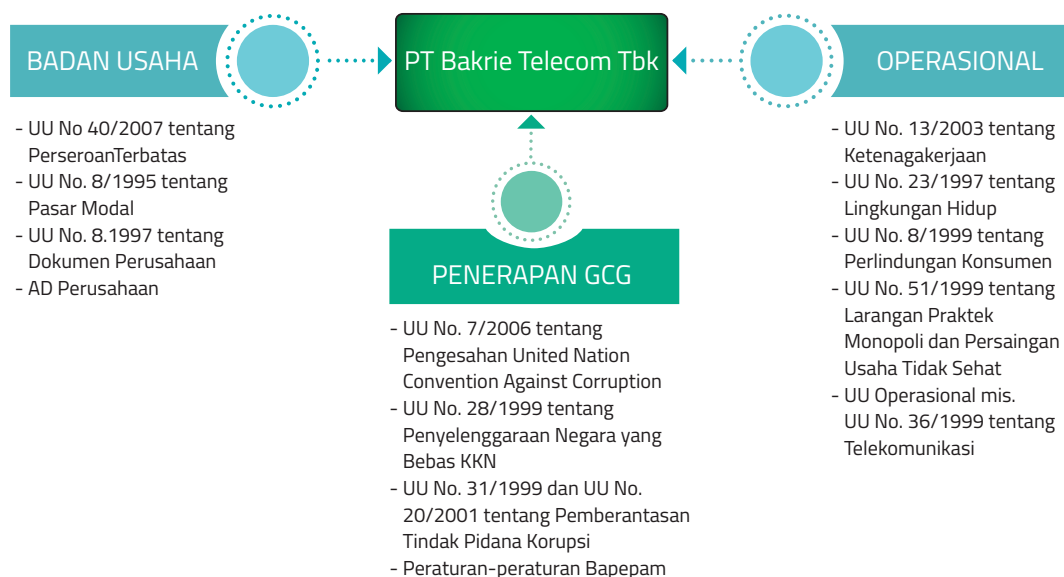 BADAN USAHA
PT Bakrie Telecom Tbk
OPERASIONAL
- UU No 40/2007 tentang
PerseroanTerbatas
- UU No. 8/1995 tentang
Pasar Modal
- UU No. 8.1997 tentang
Dokumen Perusahaan
- AD Perusahaan
PENERAPAN GCG
- UU No. 7/2006 tentang
Pengesahan United Nation
Convention Against Corruption
- UU No. 28/1999 tentang
Penyelenggaraan Negara yang
Bebas KKN
- UU No. 31/1999 dan UU No.
20/2001 tentang Pemberantasan
Tindak Pidana Korupsi
- Peraturan-peraturan Bapepam
- UU No. 13/2003 tentang
Ketenagakerjaan
- UU No. 23/1997 tentang
Lingkungan Hidup
- UU No. 8/1999 tentang
Perlindungan Konsumen
- UU No. 51/1999 tentang
Larangan Praktek
Monopoli dan Persaingan
Usaha Tidak Sehat
- UU Operasional mis.
UU No. 36/1999 tentang
Telekomunikasi